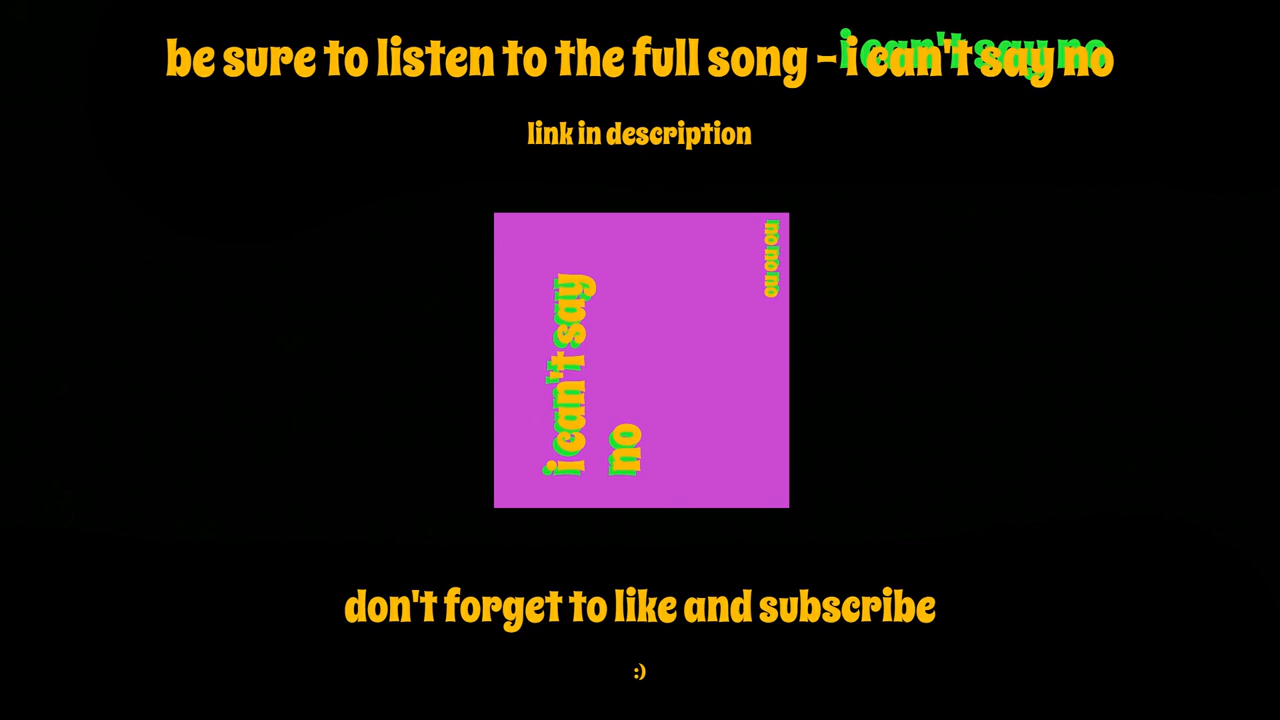 be sure to listen to the full song - i can't say no
link in description
i can't say
no
no no no
don't forget to like and subscribe
:)